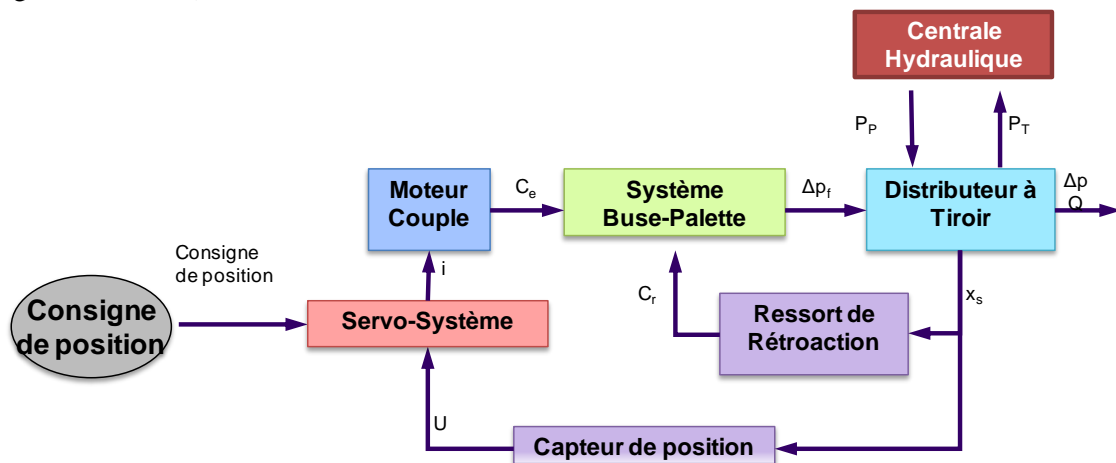 Centrale
Hydraulique
P_P
P_T
Moteur
Couple
C_e
Système
Buse-Palette
Δp_f
Distributeur à
Tiroir
Δp
Q
Consigne
de position
i
Consigne
de position
Servo-Système
C_r
Ressort de
Rétroaction
x_s
U
Capteur de position